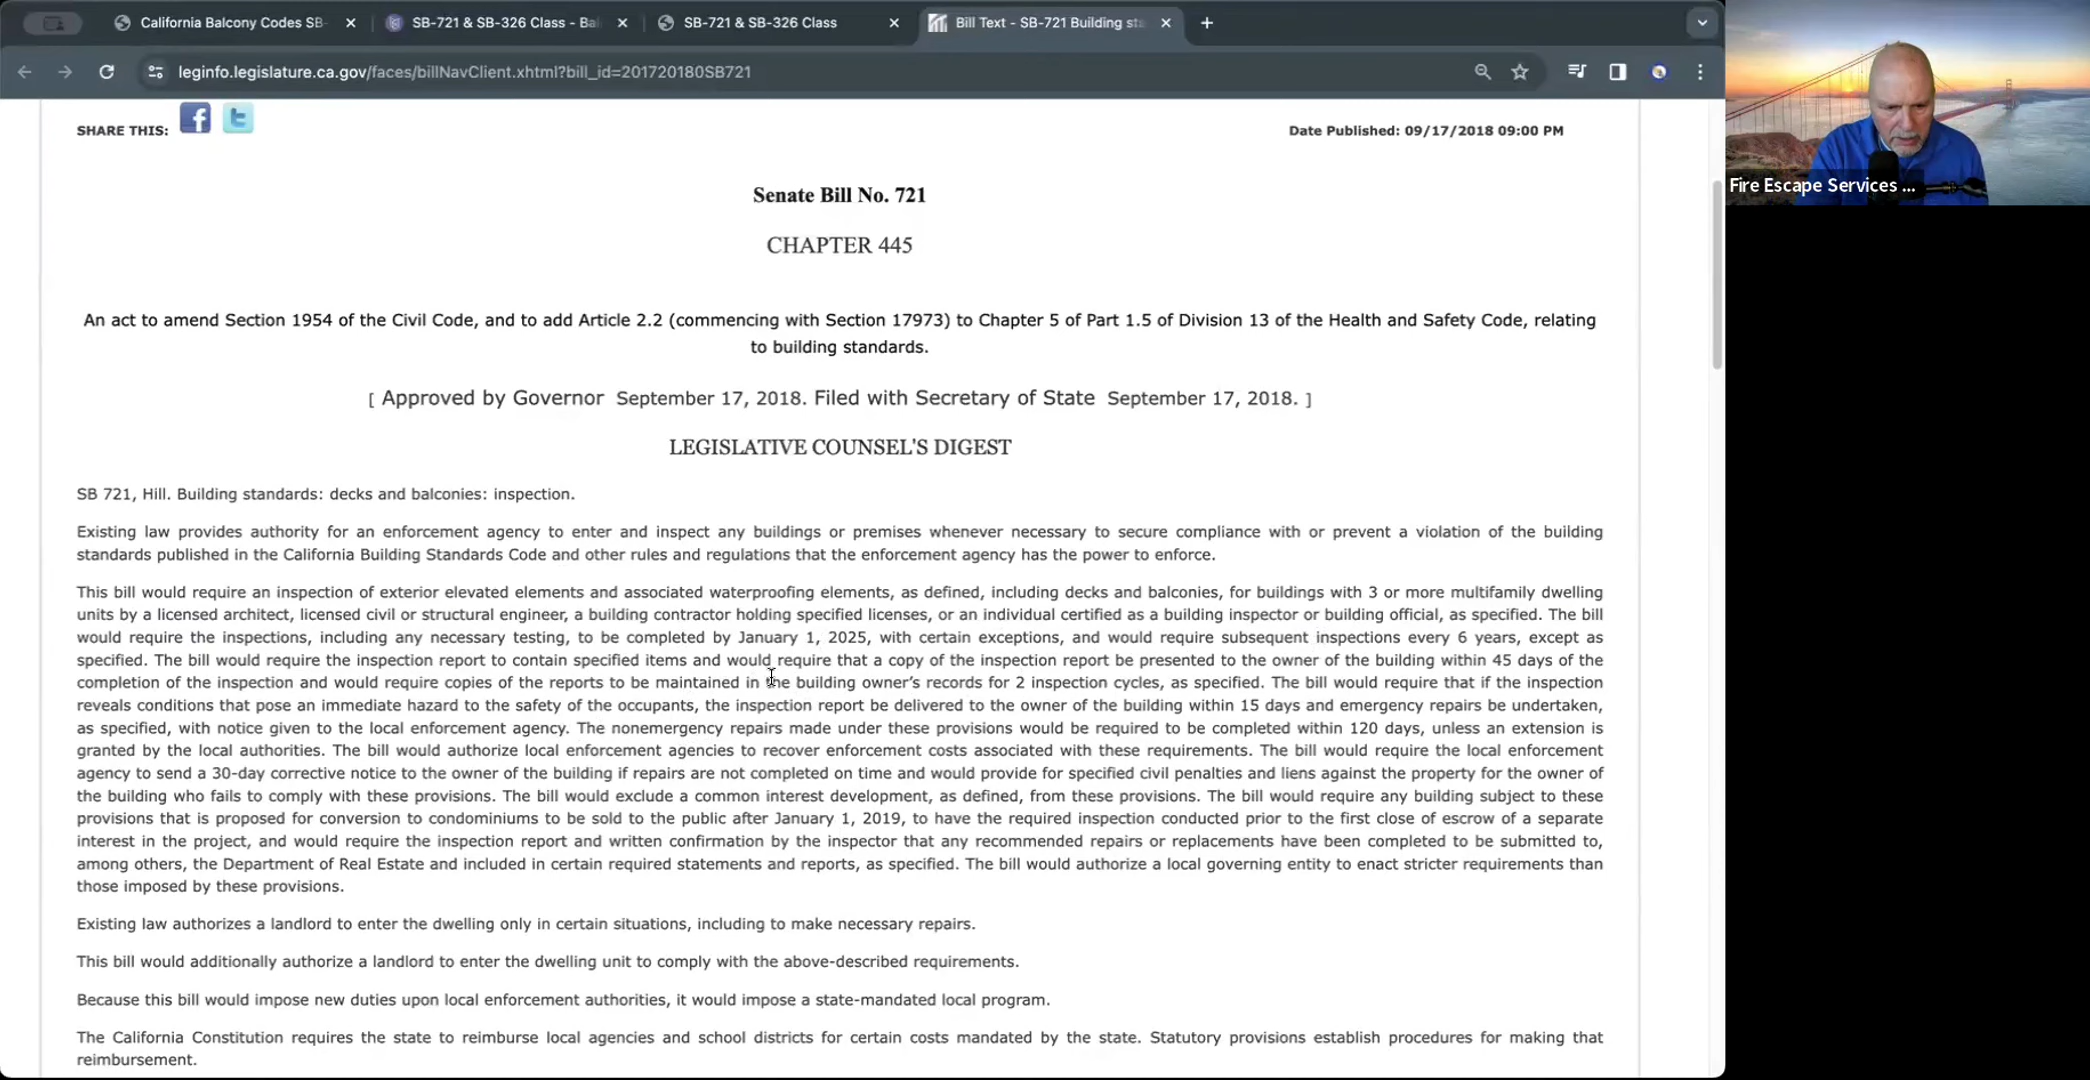 California Balcony Codes SB-
SB-721 & SB-326 Class - Bal
SB-721 & SB-326 Class
Bill Text - SB-721 Building sta
leginfo.legislature.ca.gov/faces/billNavClient.xhtml?bill_id=201720180SB721
Fire Escape Services ...
SHARE THIS:
Date Published: 09/17/2018 09:00 PM
Senate Bill No. 721
CHAPTER 445
An act to amend Section 1954 of the Civil Code, and to add Article 2.2 (commencing with Section 17973) to Chapter 5 of Part 1.5 of Division 13 of the Health and Safety Code, relating
to building standards.
[ Approved by Governor September 17, 2018. Filed with Secretary of State September 17, 2018. ]
LEGISLATIVE COUNSEL'S DIGEST
SB 721, Hill. Building standards: decks and balconies: inspection.
Existing law provides authority for an enforcement agency to enter and inspect any buildings or premises whenever necessary to secure compliance with or prevent a violation of the building
standards published in the California Building Standards Code and other rules and regulations that the enforcement agency has the power to enforce.
This bill would require an inspection of exterior elevated elements and associated waterproofing elements, as defined, including decks and balconies, for buildings with 3 or more multifamily dwelling
units by a licensed architect, licensed civil or structural engineer, a building contractor holding specified licenses, or an individual certified as a building inspector or building official, as specified. The bill
would require the inspections, including any necessary testing, to be completed by January 1, 2025, with certain exceptions, and would require subsequent inspections every 6 years, except as
specified. The bill would require the inspection report to contain specified items and would require that a copy of the inspection report be presented to the owner of the building within 45 days of the
completion of the inspection and would require copies of the reports to be maintained in the building owner's records for 2 inspection cycles, as specified. The bill would require that if the inspection
reveals conditions that pose an immediate hazard to the safety of the occupants, the inspection report be delivered to the owner of the building within 15 days and emergency repairs be undertaken,
as specified, with notice given to the local enforcement agency. The nonemergency repairs made under these provisions would be required to be completed within 120 days, unless an extension is
granted by the local authorities. The bill would authorize local enforcement agencies to recover enforcement costs associated with these requirements. The bill would require the local enforcement
agency to send a 30-day corrective notice to the owner of the building if repairs are not completed on time and would provide for specified civil penalties and liens against the property for the owner of
the building who fails to comply with these provisions. The bill would exclude a common interest development, as defined, from these provisions. The bill would require any building subject to these
provisions that is proposed for conversion to condominiums to be sold to the public after January 1, 2019, to have the required inspection conducted prior to the first close of escrow of a separate
interest in the project, and would require the inspection report and written confirmation by the inspector that any recommended repairs or replacements have been completed to be submitted to,
among others, the Department of Real Estate and included in certain required statements and reports, as specified. The bill would authorize a local governing entity to enact stricter requirements than
those imposed by these provisions.
Existing law authorizes a landlord to enter the dwelling only in certain situations, including to make necessary repairs.
This bill would additionally authorize a landlord to enter the dwelling unit to comply with the above-described requirements.
Because this bill would impose new duties upon local enforcement authorities, it would impose a state-mandated local program.
The California Constitution requires the state to reimburse local agencies and school districts for certain costs mandated by the state. Statutory provisions establish procedures for making that
reimbursement.